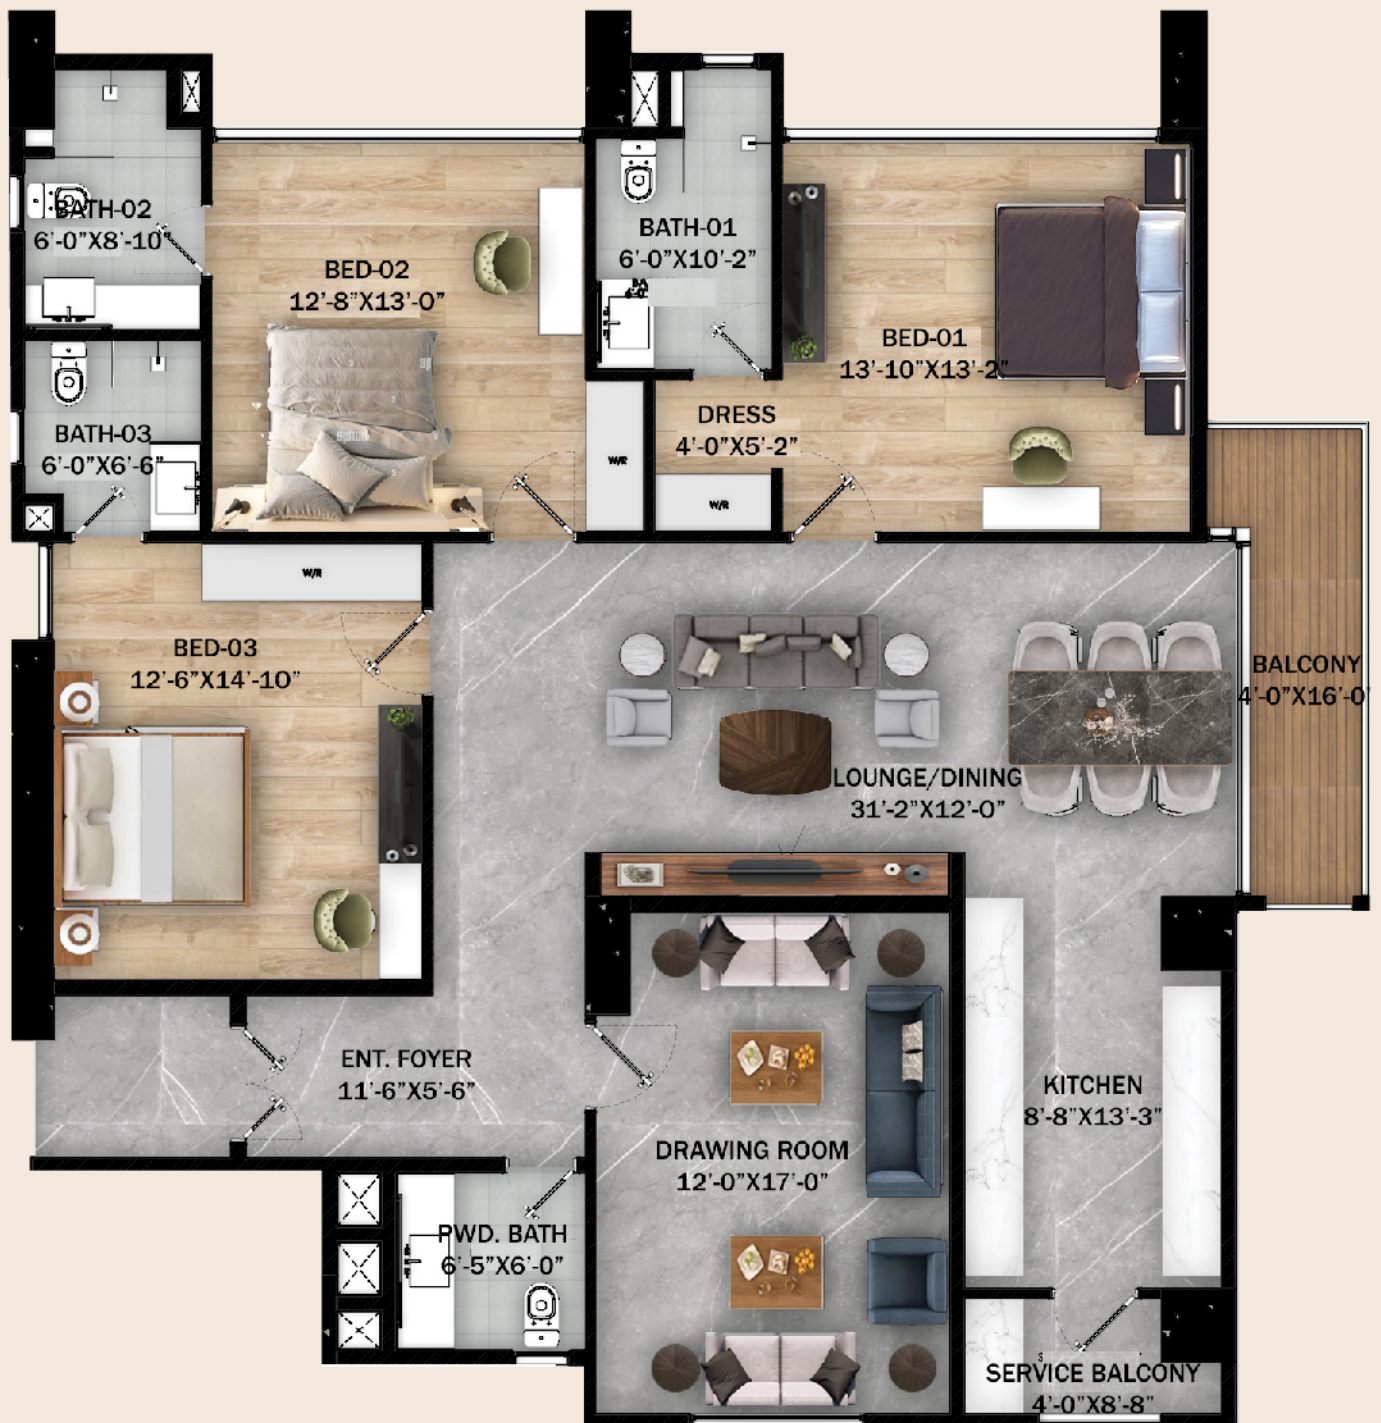 BATH-02
6'-0"X8'-10"
BED-02
12'-8"X13'-0"
BATH-01
6'-0"X10'-2"
BED-01
13'-10"X13'-2"
DRESS
4'-0"X5'-2"
BATH-03
6'-0"X6'-6"
W/R
W/R
W/R
BED-03
12'-6"X14'-10"
BALCONY
4'-0"X16'-0
LOUNGE/DINING
31'-2"X12'-0"
ENT. FOYER
11'-6"X5'-6"
KITCHEN
8'-8"X13'-3"
DRAWING ROOM
12'-0"X17'-0"
PWD. BATH
6'-5"X6'-0"
SERVICE BALCONY
4'-0"X8'-8"